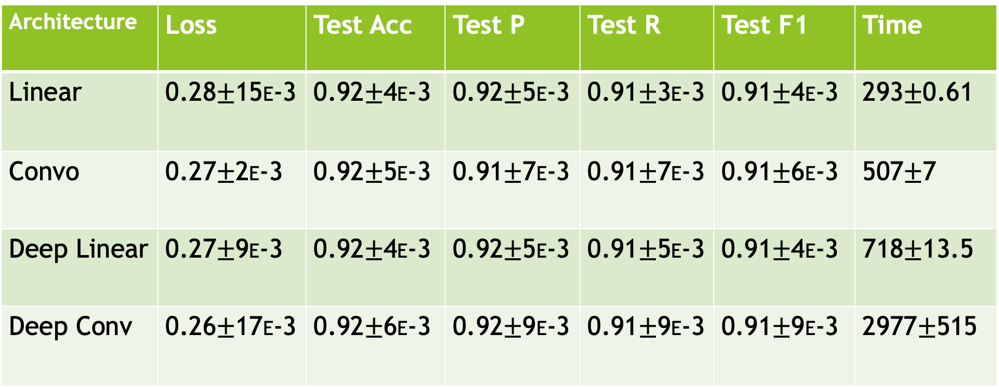 Architecture Loss Test Acc Test P Test R Test F1 Time
Linear 0.28±15E-3 0.92±4E-3 0.92±5E-3 0.91±3E-3 0.91±4E-3 293±0.61
Convo 0.27±2E-3 0.92±5E-3 0.91±7E-3 0.91±7E-3 0.91±6E-3 507±7
Deep Linear 0.27±9E-3 0.92±4E-3 0.92±5E-3 0.91±5E-3 0.91±4E-3 718±13.5
Deep Conv 0.26±17E-3 0.92±6E-3 0.92±9E-3 0.91±9E-3 0.91±9E-3 2977±515